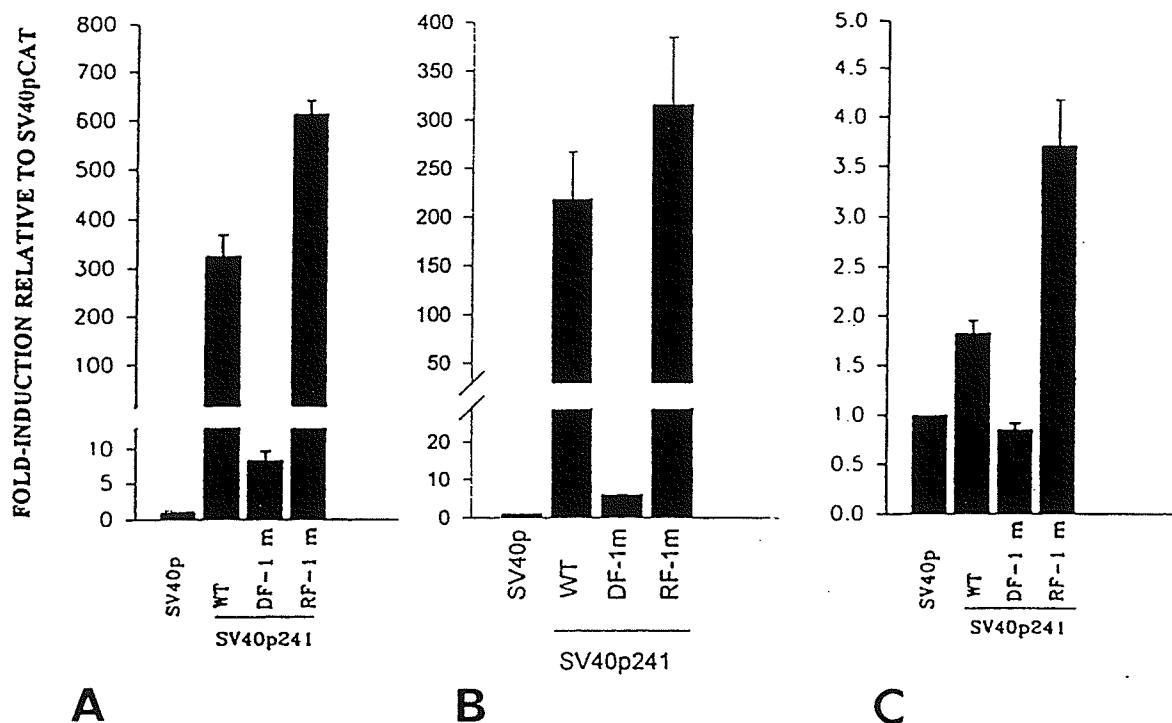 FOLD-INDUCTION RELATIVE TO SV40pCAT
800
700
600
500
400
300
200
100
10
5
0
SV40p
WT
DF-1 m
RF-1 m
SV40p241
A
400
350
300
250
200
150
100
50
20
10
0
SV40p
WT
DF-1m
RF-1m
SV40p241
B
5.0
4.5
4.0
3.5
3.0
2.5
2.0
1.5
1.0
0.5
0.0
SV40p
WT
DF-1 m
RF-1 m
SV40p241
C